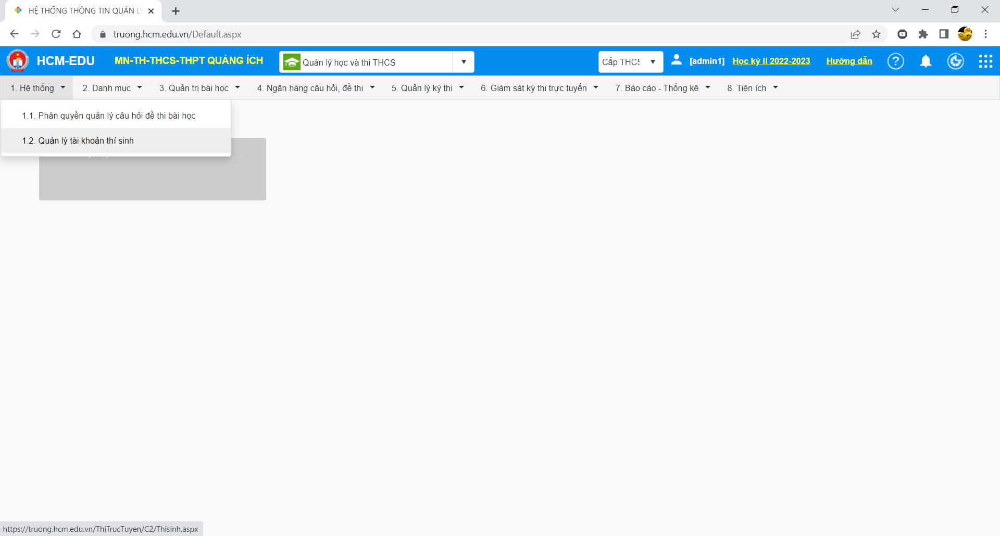 HỆ THỐNG THÔNG TIN QUẢN LÝ
truong.hcm.edu.vn/Default.aspx
HCM-EDU
MN-TH-THCS-THPT QUẢNG ÍCH
Quản lý học và thi THCS
Cấp THCS
[admin1]
Học kỳ II 2022-2023
Hướng dẫn
1. Hệ thống
2. Danh mục
3. Quản trị bài học
4. Ngân hàng câu hỏi, đề thi
5. Quản lý kỳ thi
6. Giám sát kỳ thi trực tuyến
7. Báo cáo - Thống kê
8. Tiện ích
1.1. Phân quyền quản lý câu hỏi đề thi bài học
1.2. Quản lý tài khoản thí sinh
https://truong.hcm.edu.vn/ThiTrucTuyen/C2/Thisinh.aspx